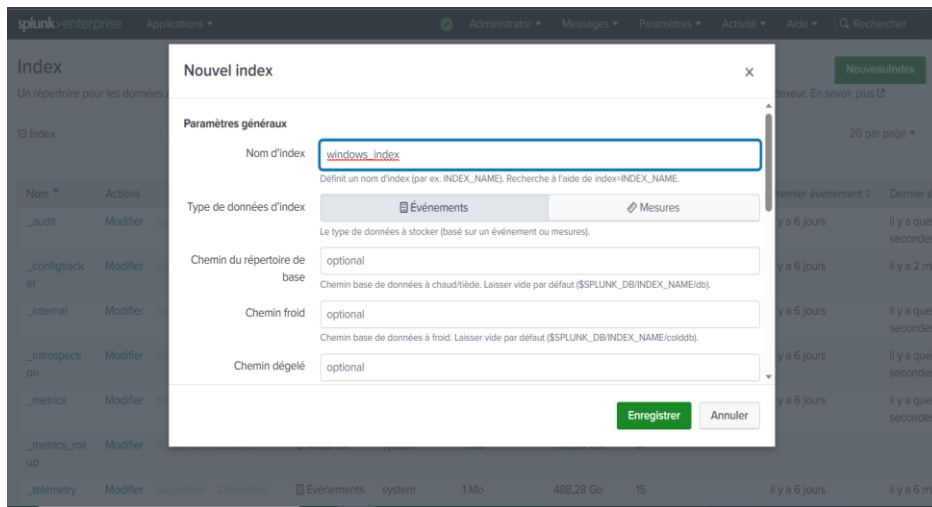 splunk>enterprise Applications ▾ Administrator ▾ Messages ▾ Paramètres ▾ Activité ▾ Aide ▾ Rechercher
Index
NouveauIndex
Un répertoire pour les données
indexeur. En savoir plus
13 Index
20 par page ▾
Nouvel index
Paramètres généraux
Nom d'index
windows_index
Définit un nom d'index (par ex. INDEX_NAME). Recherche à l'aide de index=INDEX_NAME.
Type de données d'index
Événements Mesures
Le type de données à stocker (basé sur un événement ou mesures).
Chemin du répertoire de
base
optional
Chemin base de données à chaud/tiède. Laisser vide par défaut ($SPLUNK_DB/INDEX_NAME/db).
Chemin froid
optional
Chemin base de données à froid. Laisser vide par défaut ($SPLUNK_DB/INDEX_NAME/colddb).
Chemin dégelé
optional
Enregistrer Annuler
Nom Actions
événement Dernier
_audit Modifier
y a 6 jours il y a que
secondes
_configtrack
er
Modifier
y a 6 jours il y a 2 m
_internal Modifier
y a 6 jours il y a que
secondes
_introspecti
on
Modifier
y a 6 jours il y a que
secondes
_metrics Modifier
y a 6 jours il y a que
secondes
_metrics_roll
up
Modifier
_telemetry Modifier Supprimer Désactiver Événements system 1 Mo 488,28 Go 15 il y a 6 jours il y a 6 m